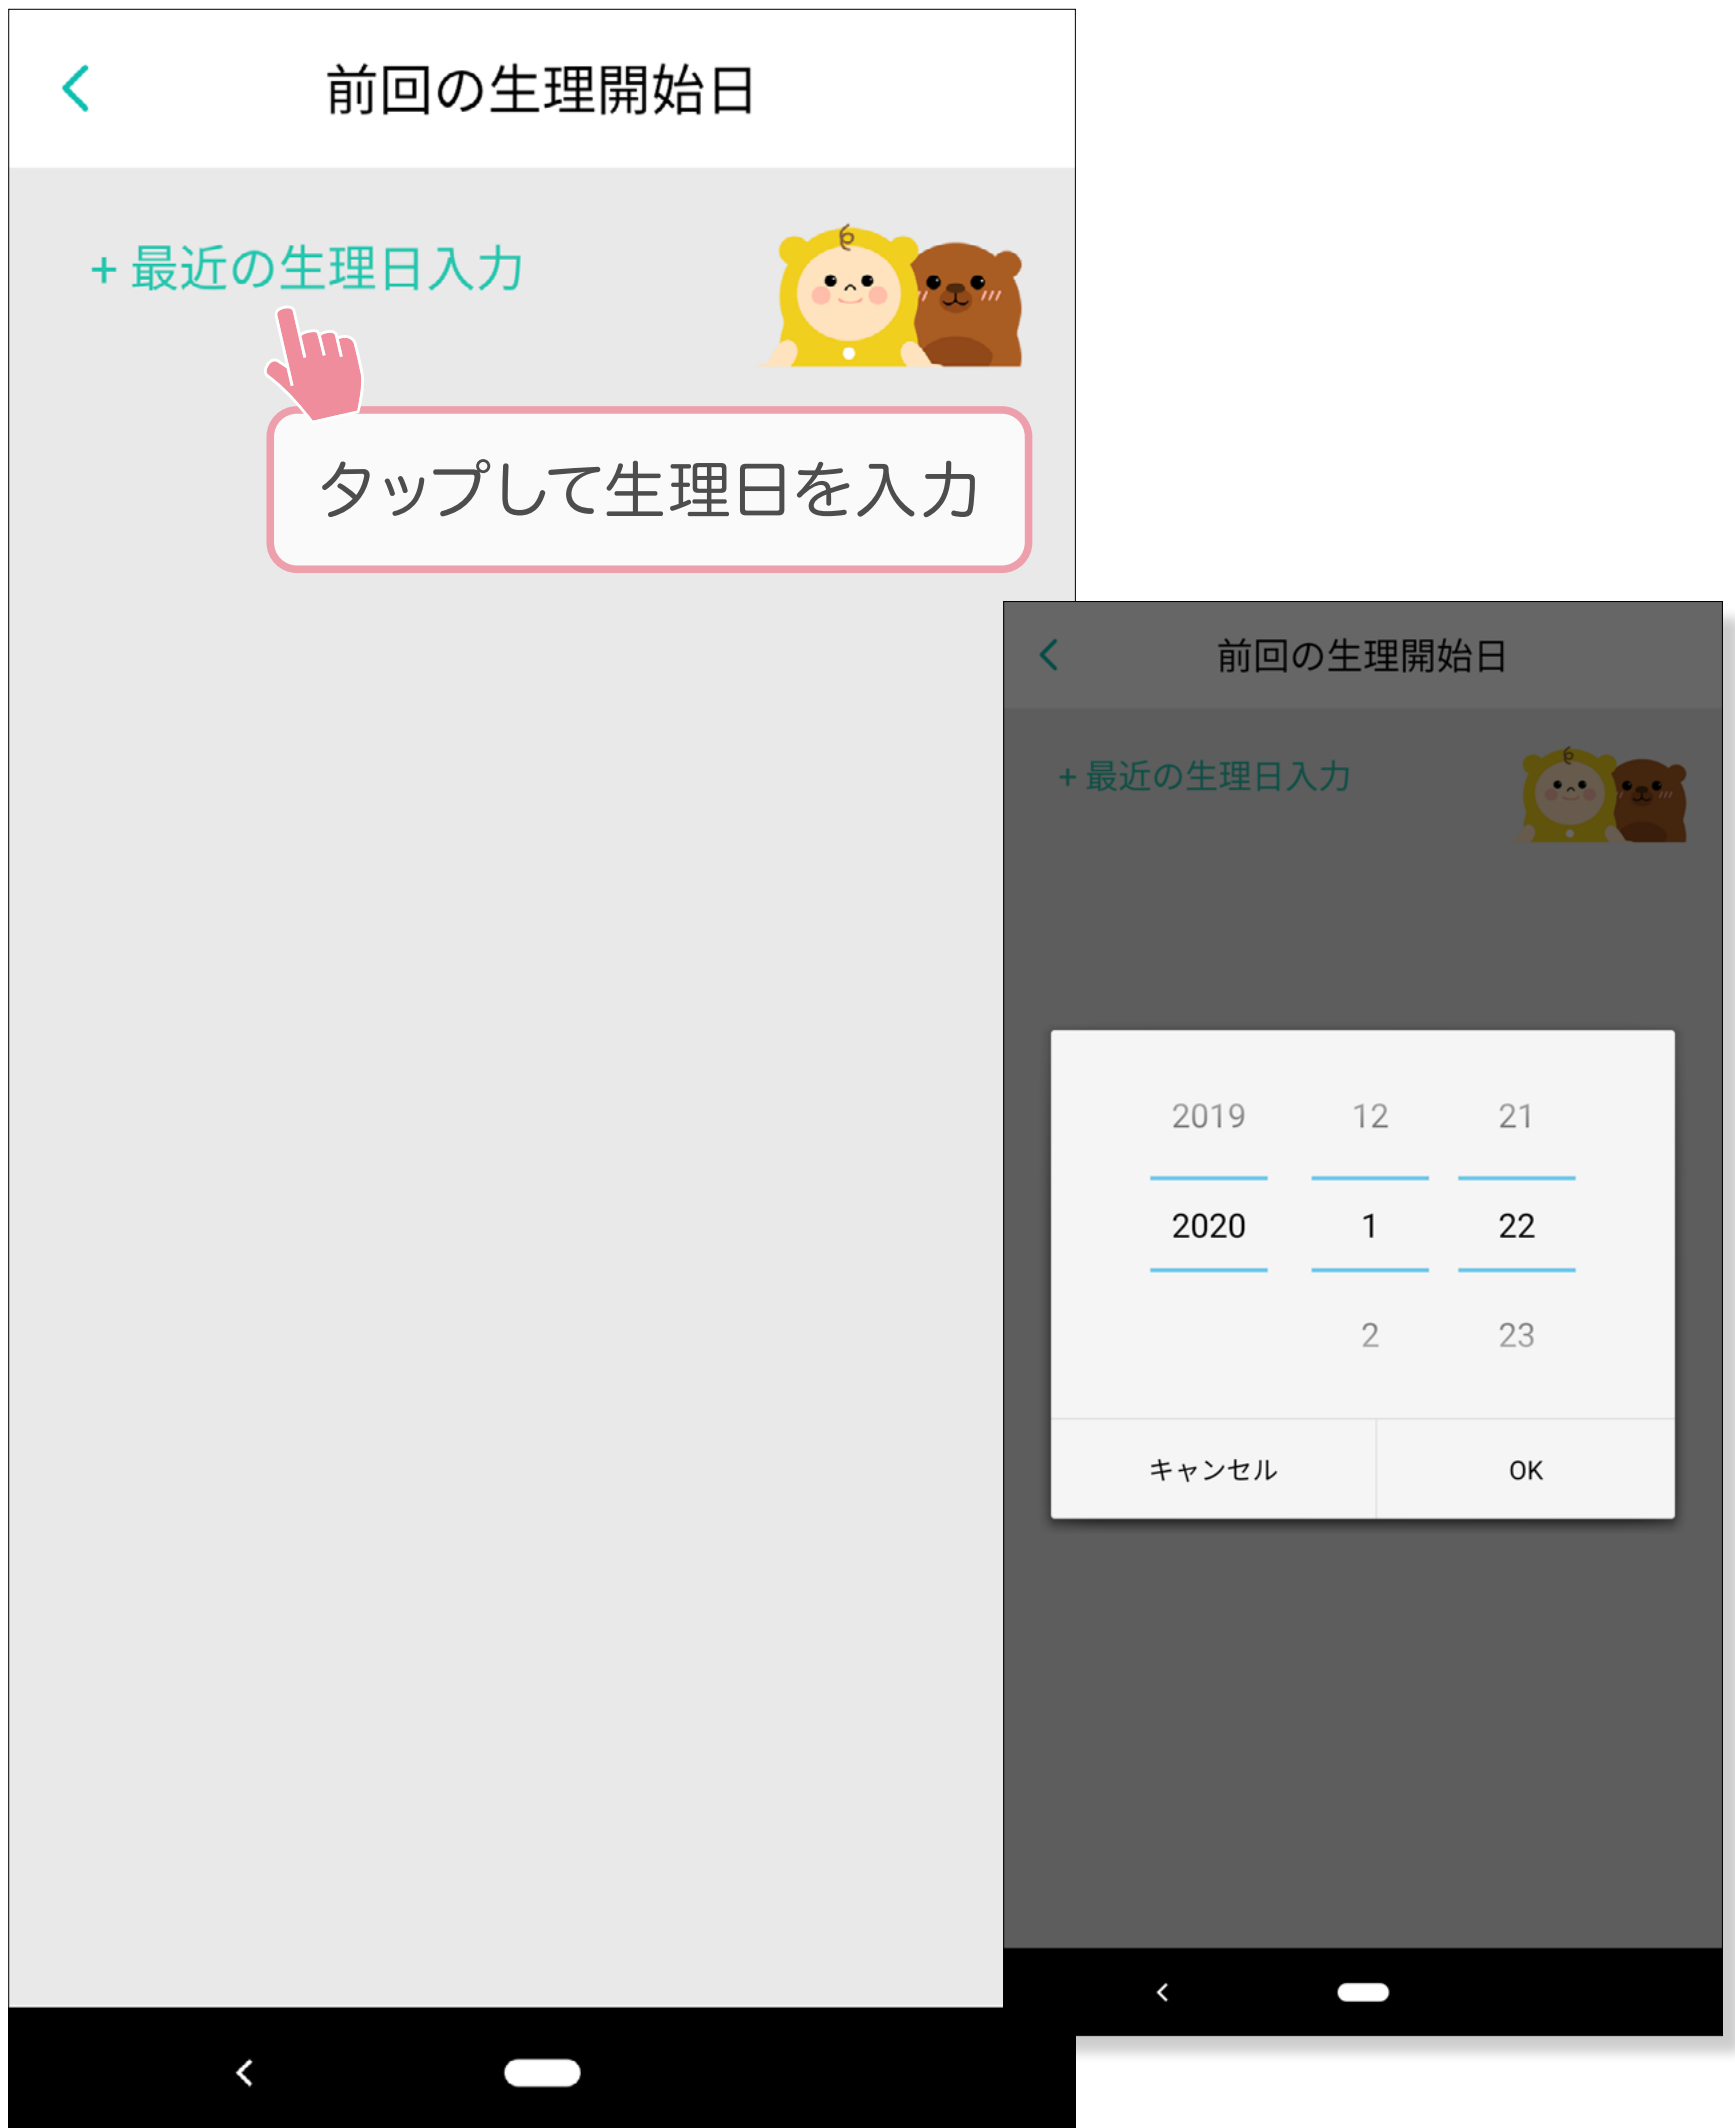 前回の生理開始日
+ 最近の生理日入力
タップして生理日を入力
前回の生理開始日
+ 最近の生理日入力
2019 12 21
2020 1 22
2 23
キャンセル OK